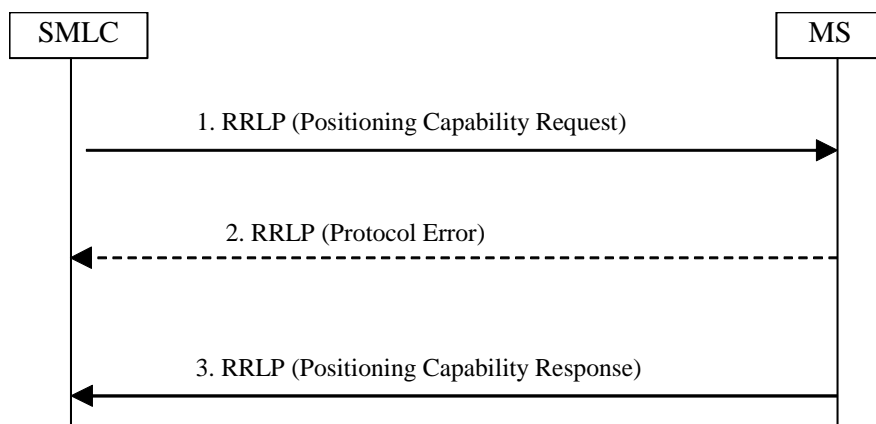 SMLC
MS
1. RRLP (Positioning Capability Request)
2. RRLP (Protocol Error)
3. RRLP (Positioning Capability Response)